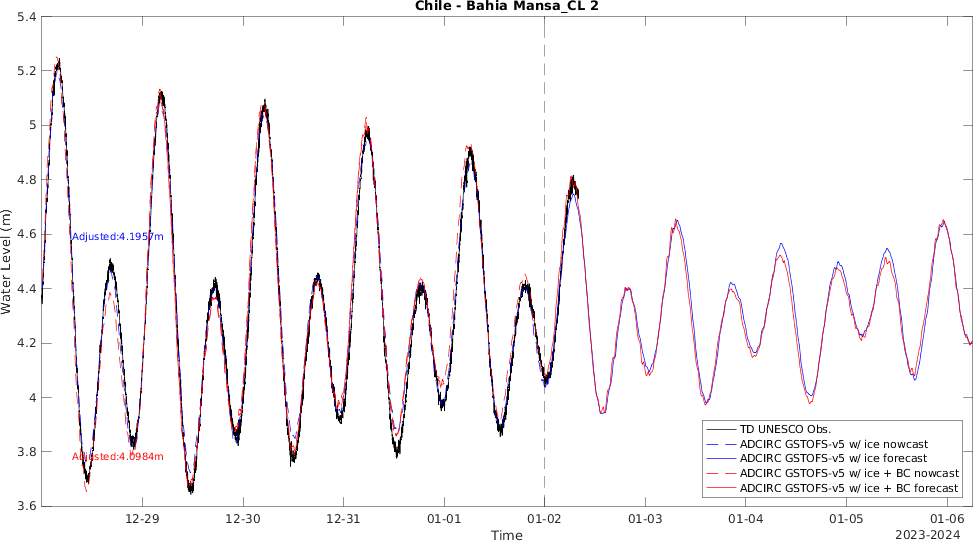 Chile - Bahia Mansa_CL 2
5.4
5.2
5
4.8
4.6
4.4
4.2
4
3.8
3.6
Water Level (m)
Adjusted:4.1957m
Adjusted:4.0984m
TD UNESCO Obs.
ADCIRC GSTOFS-v5 w/ ice nowcast
ADCIRC GSTOFS-v5 w/ ice forecast
ADCIRC GSTOFS-v5 w/ ice + BC nowcast
ADCIRC GSTOFS-v5 w/ ice + BC forecast
12-29 12-30 12-31 01-01 01-02 01-03 01-04 01-05 01-06
Time
2023-2024